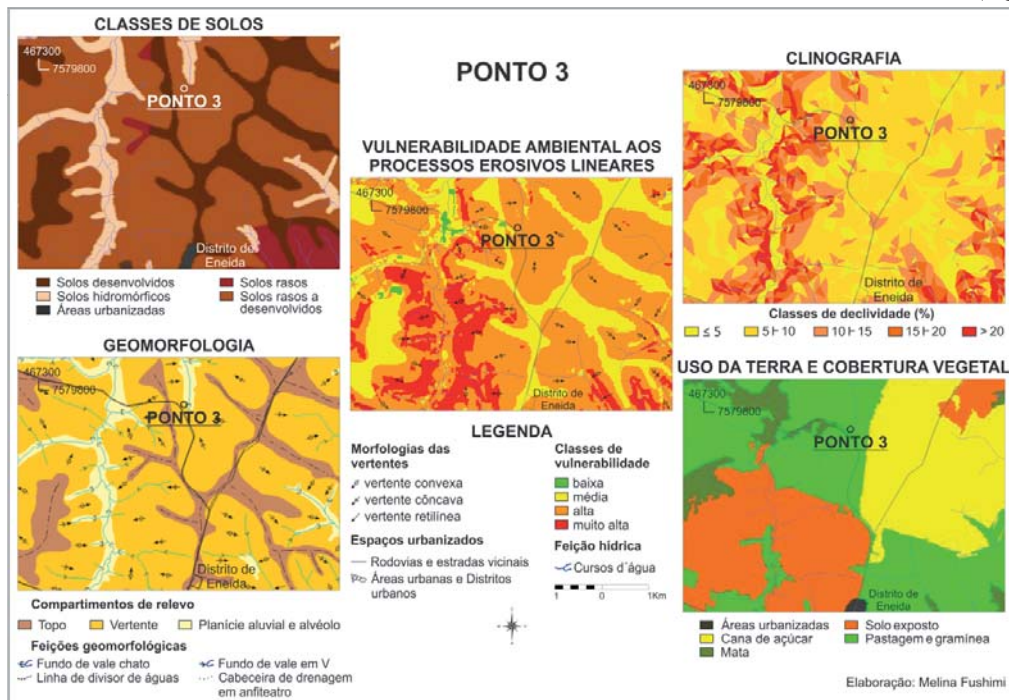 CLASSES DE SOLOS
467300
7579800
PONTO 3
Distrito de
Eneida
Solos desenvolvidos
Solos rasos
Solos hidromórficos
Solos rasos a
desenvolvidos
Áreas urbanizadas
GEOMORFOLOGIA
467300
7579800
PONTO 3
Distrito de
Eneida
Compartimentos de relevo
Topo
Vertente
Planície aluvial e alvéolo
Feições geomorfológicas
Fundo de vale chato
Fundo de vale em V
Linha de divisor de águas
Cabeceira de drenagem
em anfiteatro
PONTO 3
VULNERABILIDADE AMBIENTAL AOS
PROCESSOS EROSIVOS LINEARES
467300
7579800
PONTO 3
Distrito de
Eneida
LEGENDA
Morfologias das
vertentes
vertente convexa
vertente côncava
vertente retilínea
Espaços urbanizados
Rodovias e estradas vicinais
Áreas urbanas e Distritos
urbanos
Classes de
vulnerabilidade
baixa
média
alta
muito alta
Feição hídrica
Cursos d´água
1 0 1Km
CLINOGRAFIA
467300
7579800
PONTO 3
Distrito de
Eneida
Classes de declividade (%)
≤ 5
5⊦10
10⊦15
15⊦20
> 20
USO DA TERRA E COBERTURA VEGETAL
467300
7579800
PONTO 3
Distrito de
Eneida
Áreas urbanizadas
Solo exposto
Cana de açúcar
Pastagem e gramínea
Mata
Elaboração: Melina Fushimi